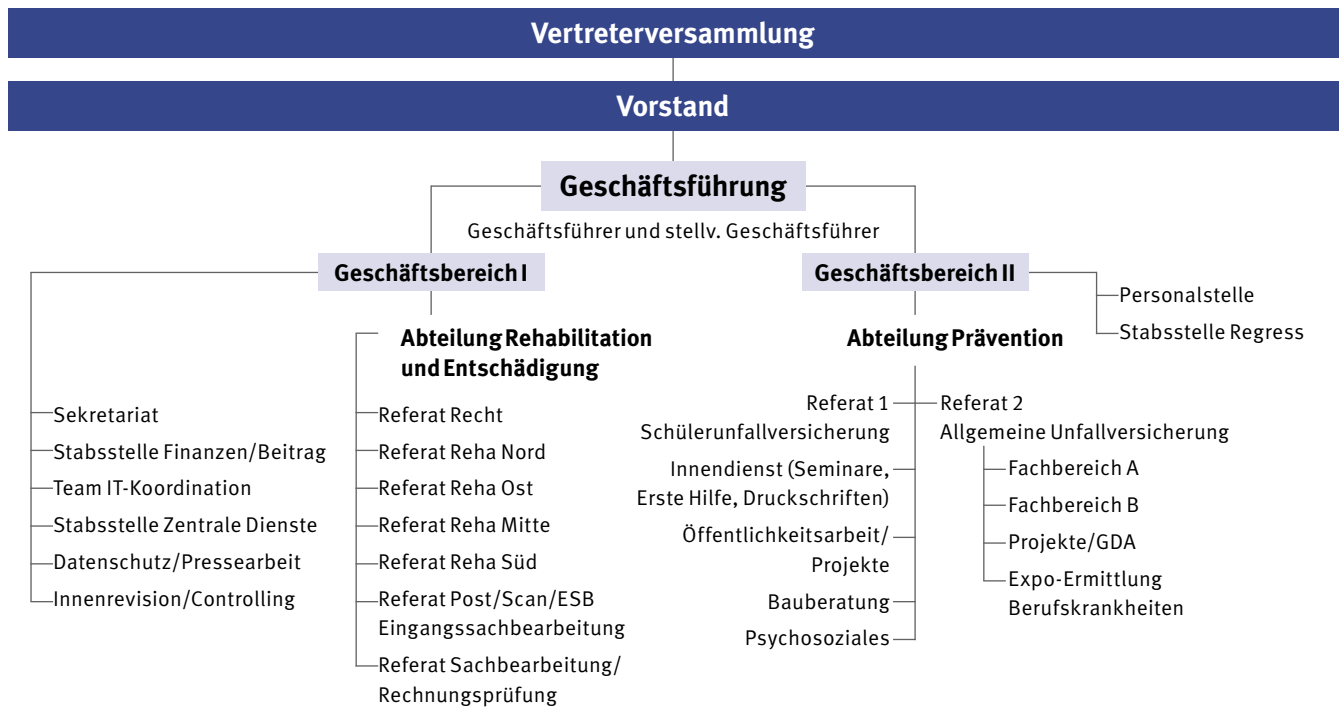 Vertreterversammlung
Vorstand
Geschäftsführung
Geschäftsführer und stellv. Geschäftsführer
Geschäftsbereich I
Abteilung Rehabilitation
und Entschädigung
Sekretariat
Stabsstelle Finanzen/Beitrag
Team IT-Koordination
Stabsstelle Zentrale Dienste
Datenschutz/Pressearbeit
Innenrevision/Controlling
Referat Recht
Referat Reha Nord
Referat Reha Ost
Referat Reha Mitte
Referat Reha Süd
Referat Post/Scan/ESB
Eingangssachbearbeitung
Referat Sachbearbeitung/
Rechnungsprüfung
Geschäftsbereich II
Personalstelle
Stabsstelle Regress
Abteilung Prävention
Referat 1
Schülerunfallversicherung
Innendienst (Seminare,
Erste Hilfe, Druckschriften)
Öffentlichkeitsarbeit/
Projekte
Bauberatung
Psychosoziales
Referat 2
Allgemeine Unfallversicherung
Fachbereich A
Fachbereich B
Projekte/GDA
Expo-Ermittlung
Berufskrankheiten